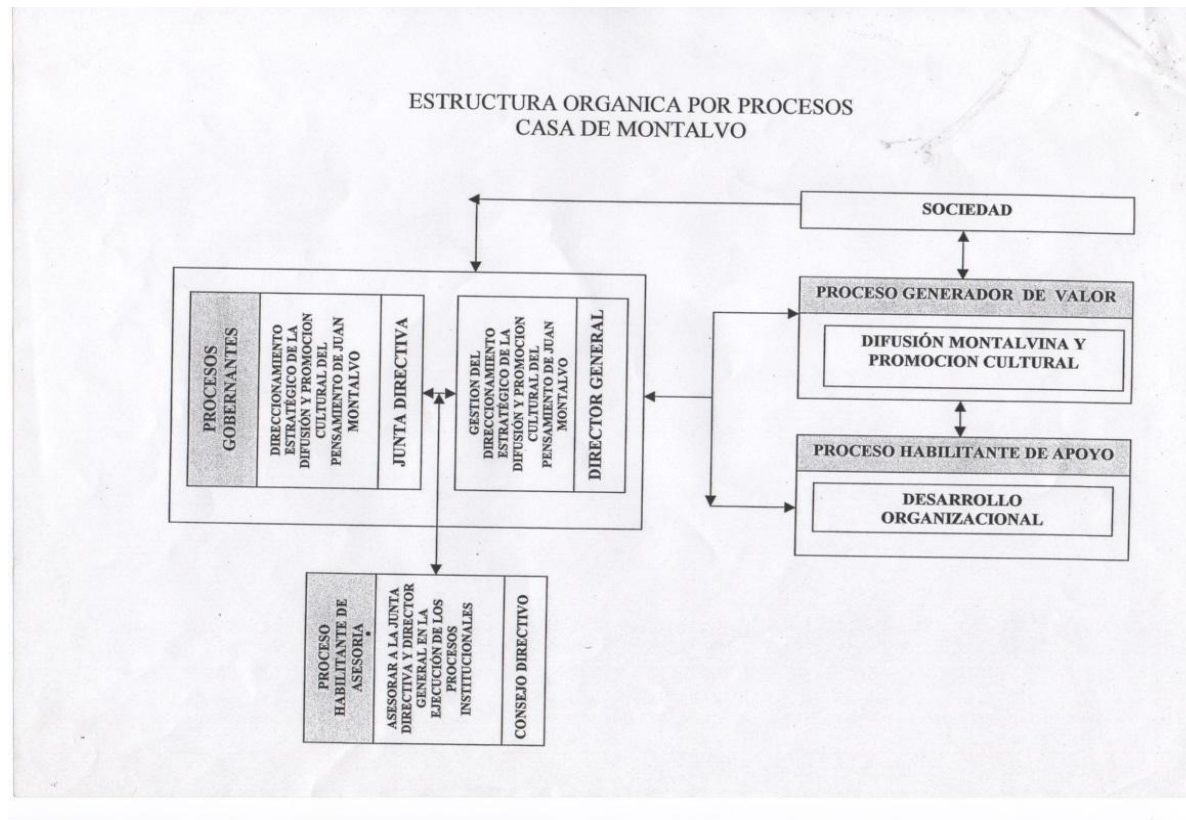 ESTRUCTURA ORGANICA POR PROCESOS
CASA DE MONTALVO
SOCIEDAD
PROCESO GENERADOR DE VALOR
DIFUSIÓN MONTALVINA Y
PROMOCION CULTURAL
PROCESO HABILITANTE DE APOYO
DESARROLLO
ORGANIZACIONAL
PROCESOS
GOBERNANTES
DIRECCIONAMIENTO
ESTRATÉGICO DE LA
DIFUSIÓN Y PROMOCION
CULTURAL DEL
PENSAMIENTO DE JUAN
MONTALVO
JUNTA DIRECTIVA
GESTION DEL
DIRECCIONAMIENTO
ESTRATÉGICO DE LA
DIFUSIÓN Y PROMOCION
CULTURAL DEL
PENSAMIENTO DE JUAN
MONTALVO
DIRECTOR GENERAL
PROCESO
HABILITANTE DE
ASESORIA
ASESORAR A LA JUNTA
DIRECTIVA Y DIRECTOR
GENERAL EN LA
EJECUCIÓN DE LOS
PROCESOS
INSTITUCIONALES
CONSEJO DIRECTIVO